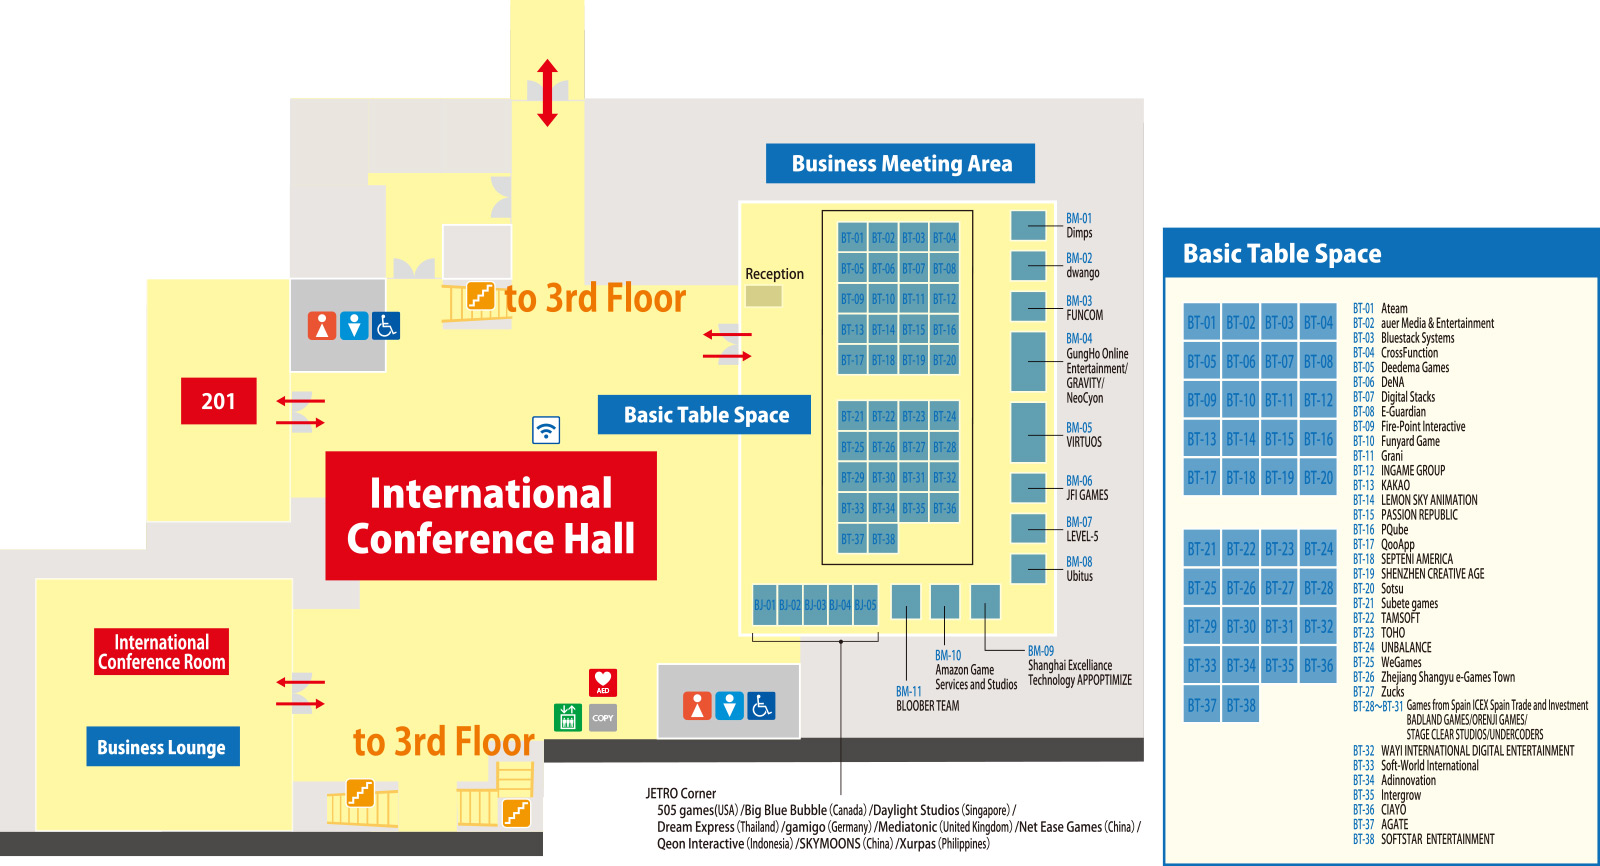 Business Meeting Area
Reception
to 3rd Floor
201
Basic Table Space
International
Conference Hall
International
Conference Room
Business Lounge
to 3rd Floor
AED
COPY
BT-01 BT-02 BT-03 BT-04
BT-05 BT-06 BT-07 BT-08
BT-09 BT-10 BT-11 BT-12
BT-13 BT-14 BT-15 BT-16
BT-17 BT-18 BT-19 BT-20
BT-21 BT-22 BT-23 BT-24
BT-25 BT-26 BT-27 BT-28
BT-29 BT-30 BT-31 BT-32
BT-33 BT-34 BT-35 BT-36
BT-37 BT-38
BJ-01 BJ-02 BJ-03 BJ-04 BJ-05
BM-01
Dimps
BM-02
dwango
BM-03
FUNCOM
BM-04
GungHo Online
Entertainment/
GRAVITY/
NeoCyon
BM-05
VIRTUOS
BM-06
JFI GAMES
BM-07
LEVEL-5
BM-08
Ubitus
BM-09
Shanghai Excelliance
Technology APPOPTIMIZE
BM-10
Amazon Game
Services and Studios
BM-11
BLOOBER TEAM
JETRO Corner
505 games(USA) /Big Blue Bubble(Canada) /Daylight Studios(Singapore) /
Dream Express(Thailand) /gamigo(Germany) /Mediatonic(United Kingdom) /Net Ease Games(China) /
Qeon Interactive(Indonesia) /SKYMOONS(China) /Xurpas(Philippines)
Basic Table Space
BT-01 BT-02 BT-03 BT-04
BT-05 BT-06 BT-07 BT-08
BT-09 BT-10 BT-11 BT-12
BT-13 BT-14 BT-15 BT-16
BT-17 BT-18 BT-19 BT-20
BT-21 BT-22 BT-23 BT-24
BT-25 BT-26 BT-27 BT-28
BT-29 BT-30 BT-31 BT-32
BT-33 BT-34 BT-35 BT-36
BT-37 BT-38
BT-01 Ateam
BT-02 auer Media & Entertainment
BT-03 Bluestack Systems
BT-04 CrossFunction
BT-05 Deedema Games
BT-06 DeNA
BT-07 Digital Stacks
BT-08 E-Guardian
BT-09 Fire-Point Interactive
BT-10 Funyard Game
BT-11 Grani
BT-12 INGAME GROUP
BT-13 KAKAO
BT-14 LEMON SKY ANIMATION
BT-15 PASSION REPUBLIC
BT-16 PQube
BT-17 QooApp
BT-18 SEPTENI AMERICA
BT-19 SHENZHEN CREATIVE AGE
BT-20 Sotsu
BT-21 Subete games
BT-22 TAMSOFT
BT-23 TOHO
BT-24 UNBALANCE
BT-25 WeGames
BT-26 Zhejiang Shangyu e-Games Town
BT-27 Zucks
BT-28～BT-31 Games from Spain ICEX Spain Trade and Investment
BADLAND GAMES/ORENJI GAMES/
STAGE CLEAR STUDIOS/UNDERCODERS
BT-32 WAYI INTERNATIONAL DIGITAL ENTERTAINMENT
BT-33 Soft-World International
BT-34 Adinnovation
BT-35 Intergrow
BT-36 CIAYO
BT-37 AGATE
BT-38 SOFTSTAR ENTERTAINMENT